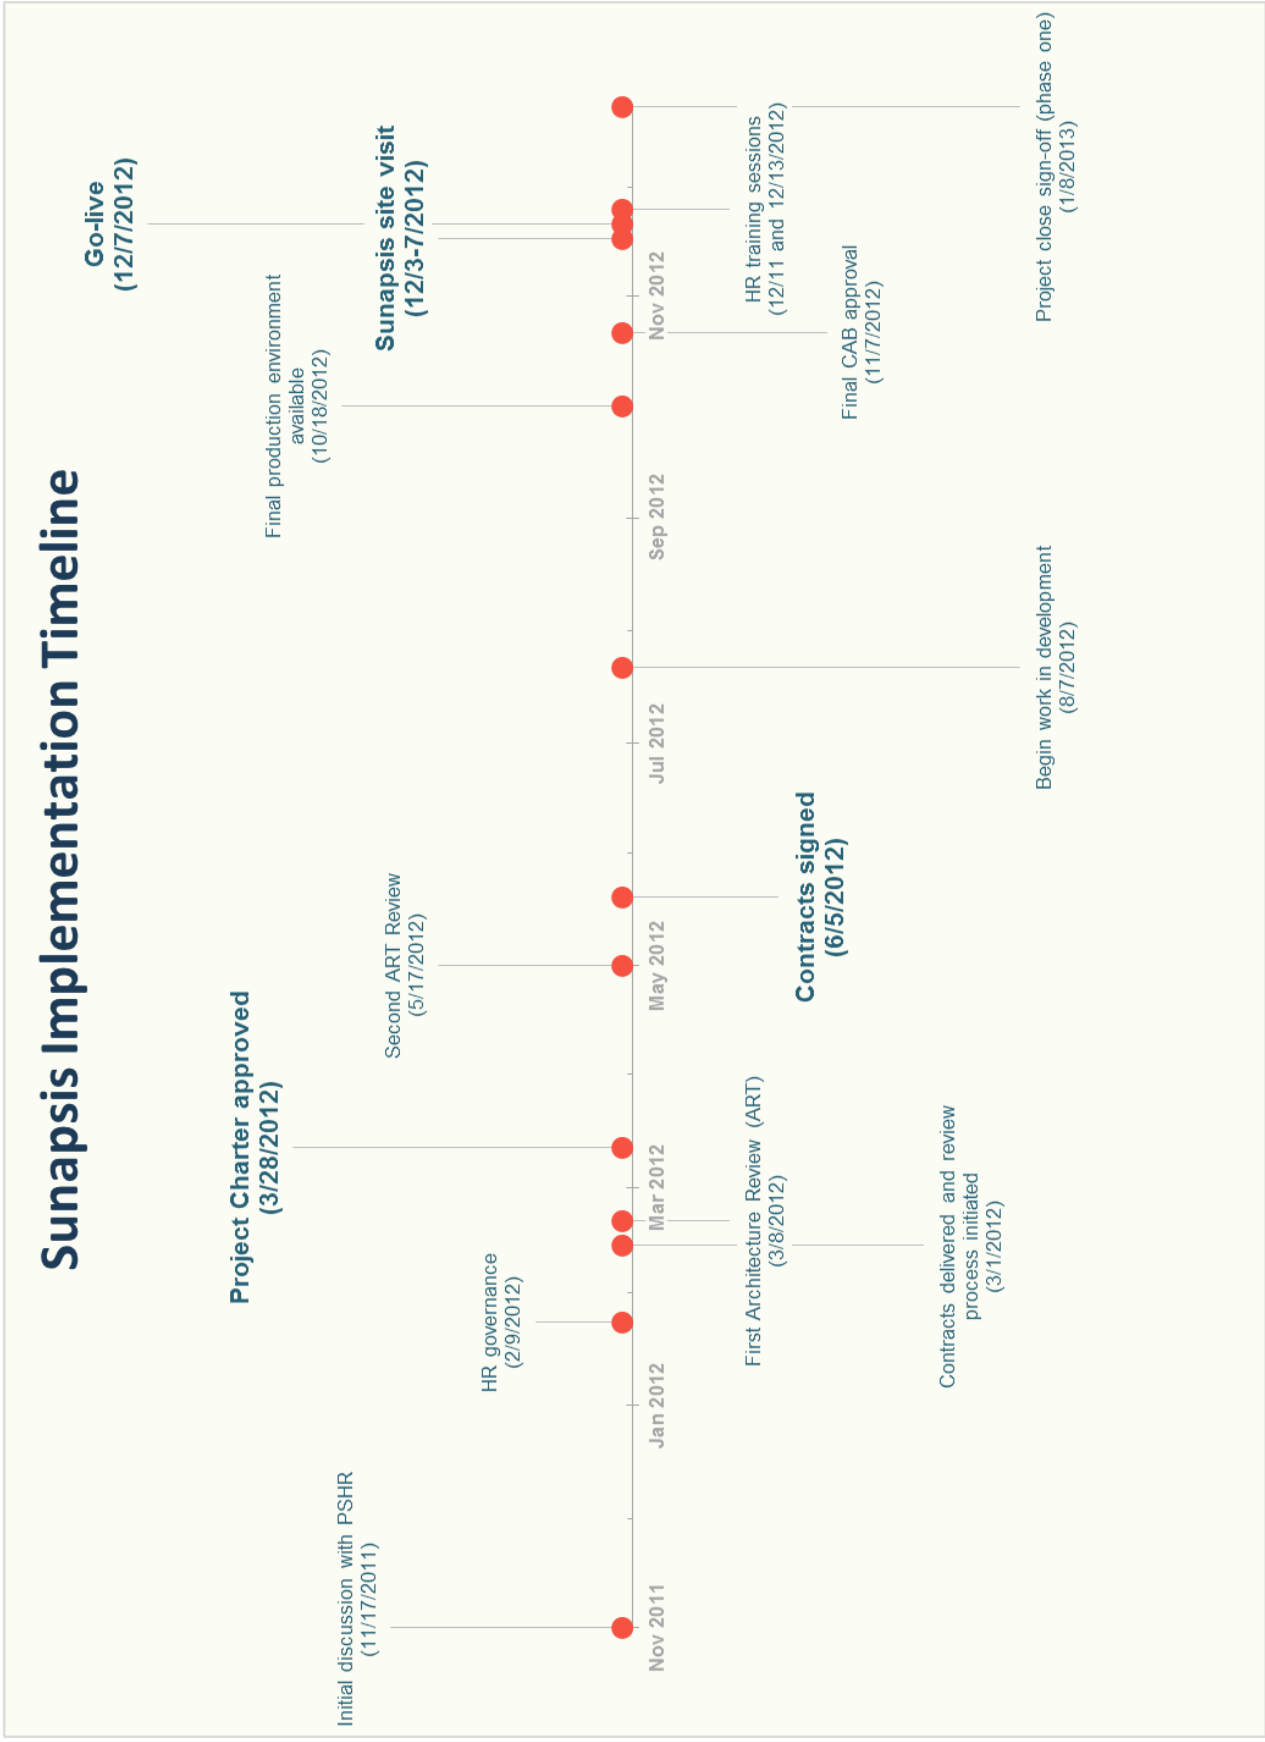 Sunapsis Implementation Timeline
Go-live
(12/7/2012)
Project Charter approved
(3/28/2012)
Final production environment
available
(10/18/2012)
Initial discussion with PSHR
(11/17/2011)
Second ART Review
(5/17/2012)
Sunapsis site visit
(12/3-7/2012)
HR governance
(2/9/2012)
Nov 2011
Jan 2012
Mar 2012
May 2012
Jul 2012
Sep 2012
Nov 2012
First Architecture Review (ART)
(3/8/2012)
HR training sessions
(12/11 and 12/13/2012)
Contracts signed
(6/5/2012)
Final CAB approval
(11/7/2012)
Contracts delivered and review
process initiated
(3/1/2012)
Begin work in development
(8/7/2012)
Project close sign-off (phase one)
(1/8/2013)